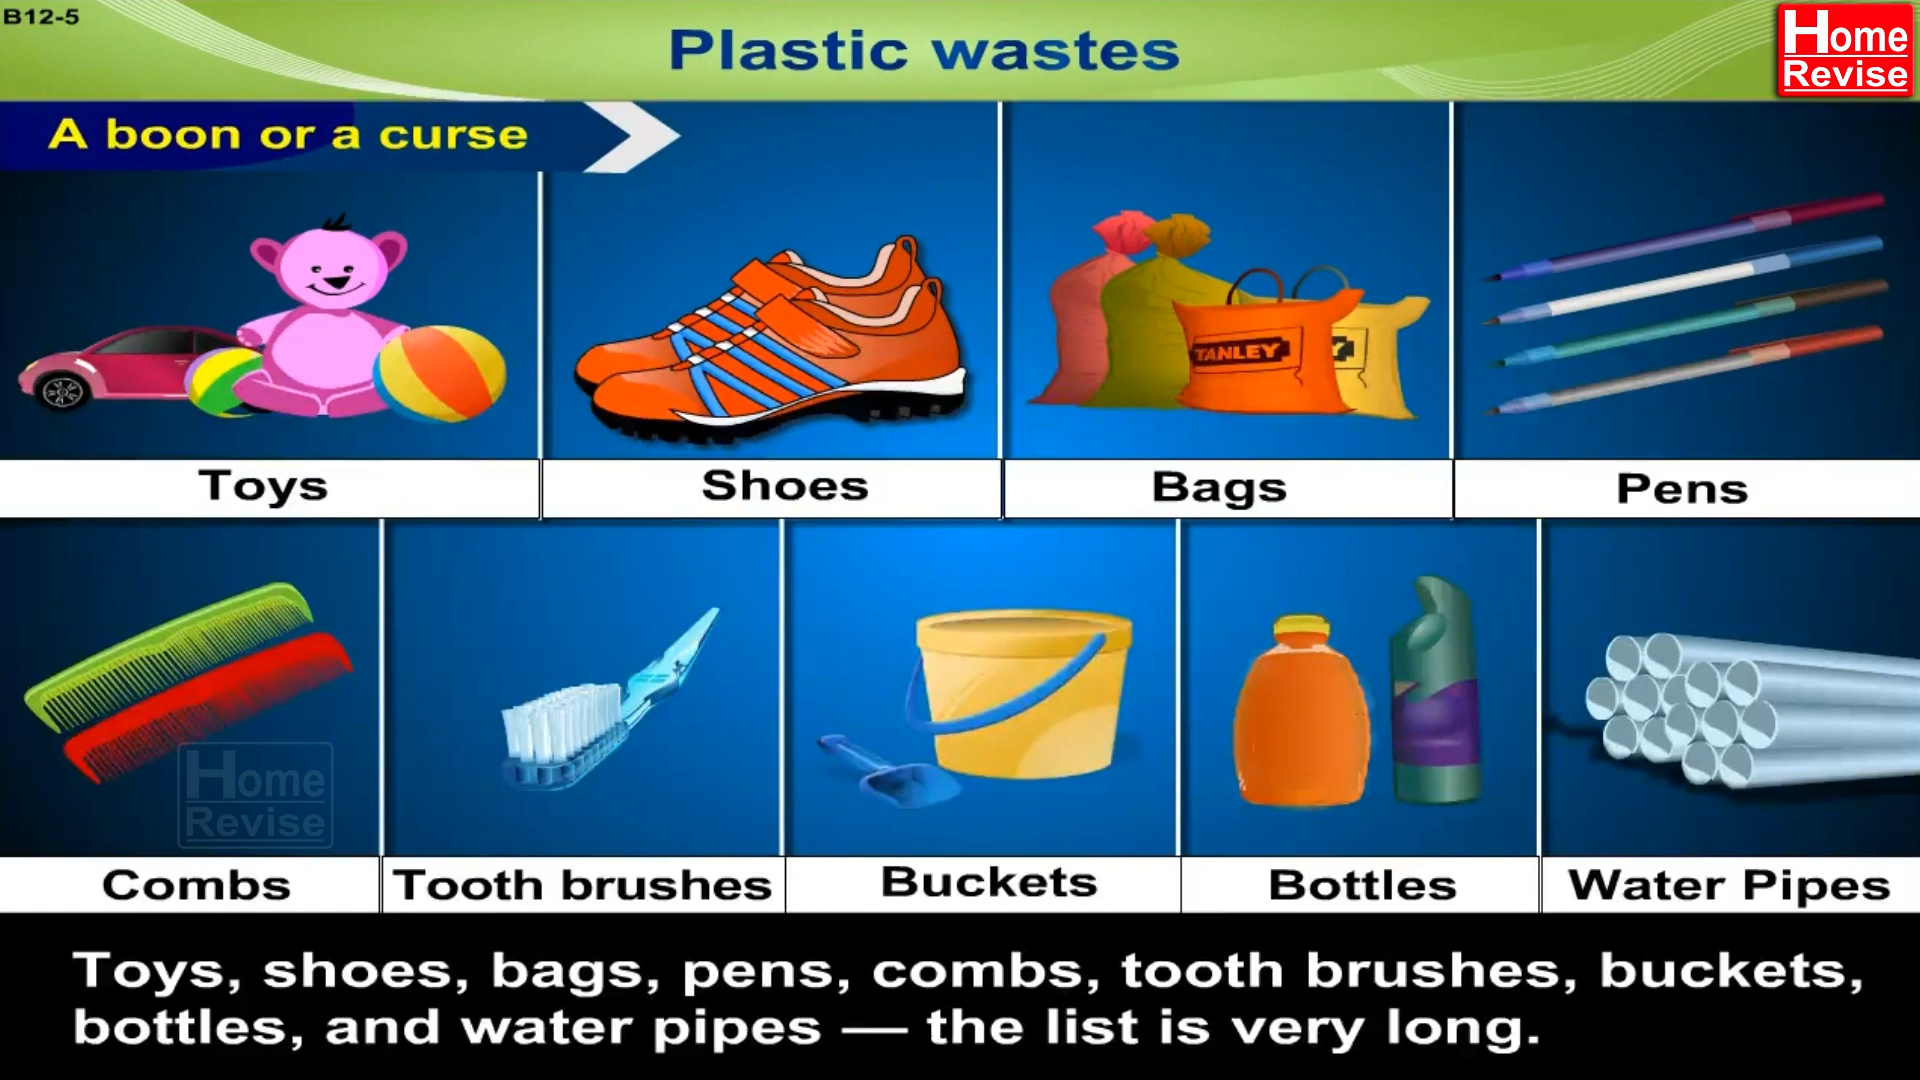 B12-5
Plastic wastes
Home
Revise
A boon or a curse
TANLEY
Toys
Shoes
Bags
Pens
Home
Revise
Combs
Tooth brushes
Buckets
Bottles
Water Pipes
Toys, shoes, bags, pens, combs, tooth brushes, buckets,
bottles, and water pipes — the list is very long.